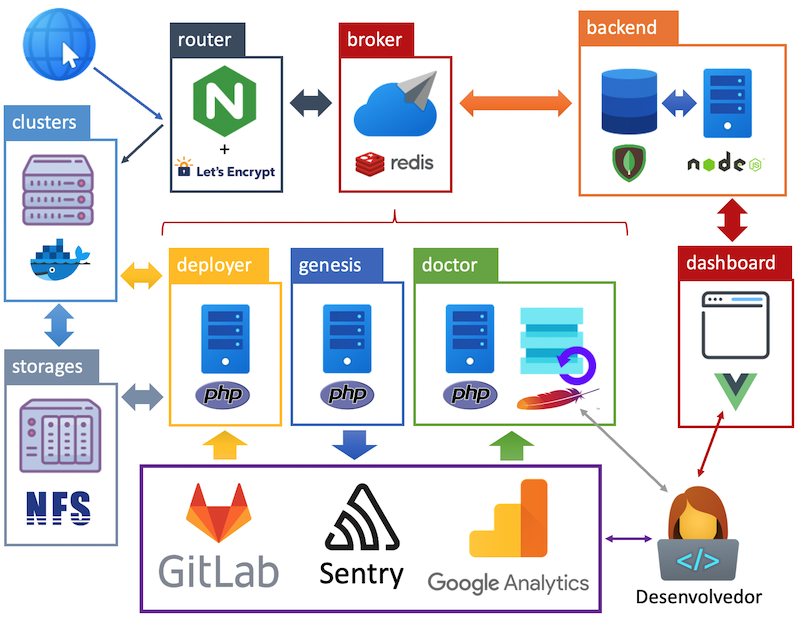 router
broker
backend
clusters
+
Let's Encrypt
redis
node
JS
deployer
genesis
doctor
dashboard
storages
php
php
php
NFS
GitLab
Sentry
Google Analytics
</>
Desenvolvedor